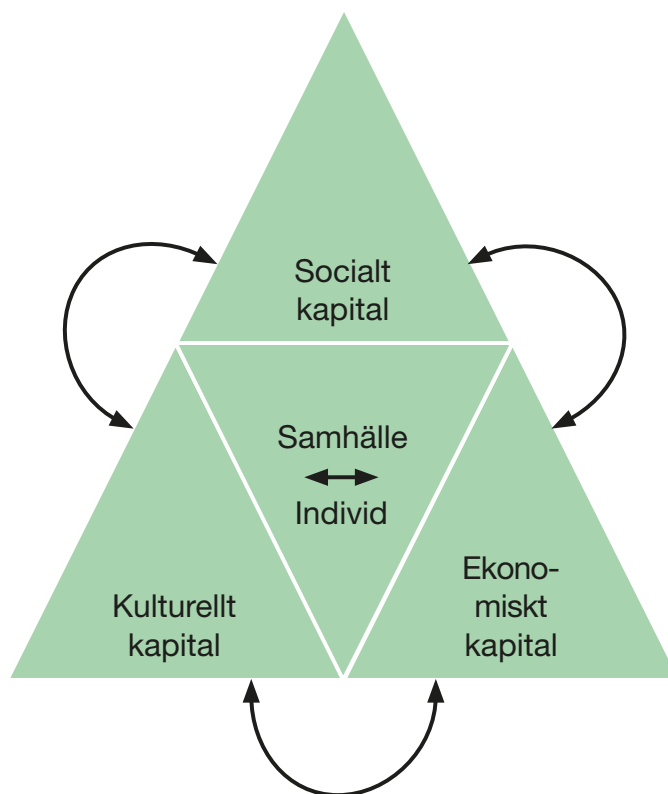 Socialt
kapital
Samhälle
Individ
Kulturellt
kapital
Ekono-
miskt
kapital